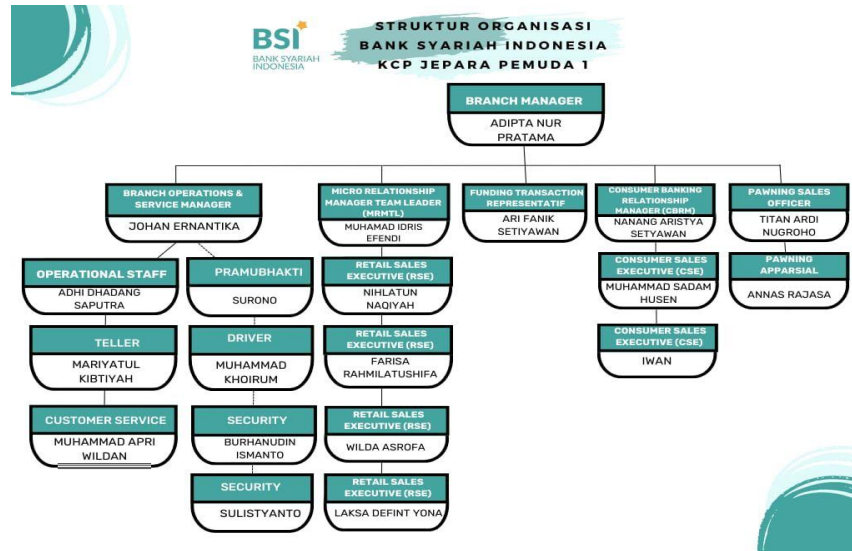 BSI
BANK SYARIAH
INDONESIA
STRUKTUR ORGANISASI
BANK SYARIAH INDONESIA
KCP JEPARA PEMUDA 1
BRANCH MANAGER
ADIPTA NUR
PRATAMA
BRANCH OPERATIONS &
SERVICE MANAGER
JOHAN ERNANTIKA
OPERATIONAL STAFF
ADHI DHADANG
SAPUTRA
TELLER
MARIYATUL
KIBTIYAH
CUSTOMER SERVICE
MUHAMMAD APRI
WILDAN
PRAMUBHAKTI
SURONO
DRIVER
MUHAMMAD
KHOIRUM
SECURITY
BURHANUDIN
ISMANTO
SECURITY
SULISTYANTO
MICRO RELATIONSHIP
MANAGER TEAM LEADER
(MRMTL)
MUHAMAD IDRIS
EFENDI
RETAIL SALES
EXECUTIVE (RSE)
NIHLATUN
NAQIYAH
RETAIL SALES
EXECUTIVE (RSE)
FARISA
RAHMILATUSHIFA
RETAIL SALES
EXECUTIVE (RSE)
WILDA ASROFA
RETAIL SALES
EXECUTIVE (RSE)
LAKSA DEFINT YONA
FUNDING TRANSACTION
REPRESENTATIF
ARI FANIK
SETIYAWAN
CONSUMER BANKING
RELATIONSHIP
MANAGER (CBRM)
NANANG ARISTYA
SETYAWAN
CONSUMER SALES
EXECUTIVE (CSE)
MUHAMMAD SADAM
HUSEN
CONSUMER SALES
EXECUTIVE (CSE)
IWAN
PAWNING SALES
OFFICER
TITAN ARDI
NUGROHO
PAWNING
APPARSIAL
ANNAS RAJASA